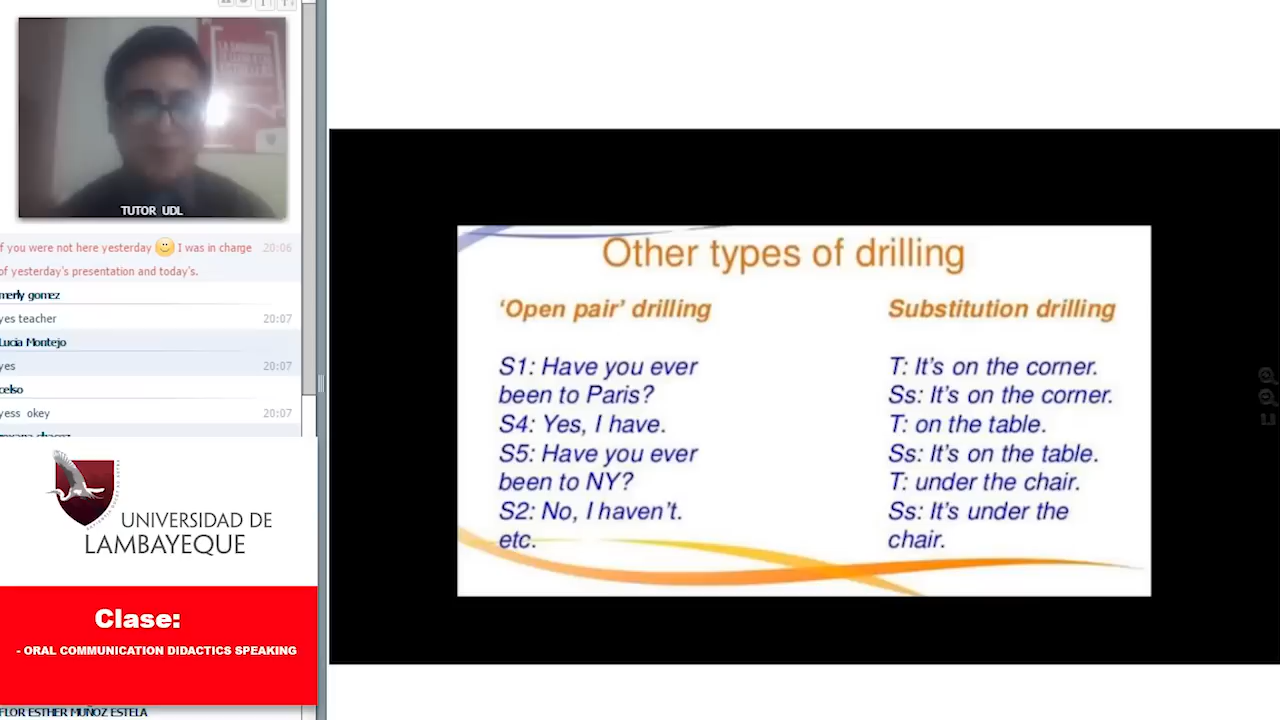 TUTOR UDL
f you were not here yesterday I was in charge 20:06
of yesterday's presentation and today's.
merly gomez
yes teacher 20:07
Lucia Montejo
yes 20:07
celso
yess okey 20:07
UNIVERSIDAD DE
LAMBAYEQUE
Clase:
- ORAL COMMUNICATION DIDACTICS SPEAKING
FLOR ESTHER MUÑOZ ESTELA
Other types of drilling
‘Open pair’ drilling
S1: Have you ever
been to Paris?
S4: Yes, I have.
S5: Have you ever
been to NY?
S2: No, I haven’t.
etc.
Substitution drilling
T: It’s on the corner.
Ss: It’s on the corner.
T: on the table.
Ss: It’s on the table.
T: under the chair.
Ss: It’s under the
chair.